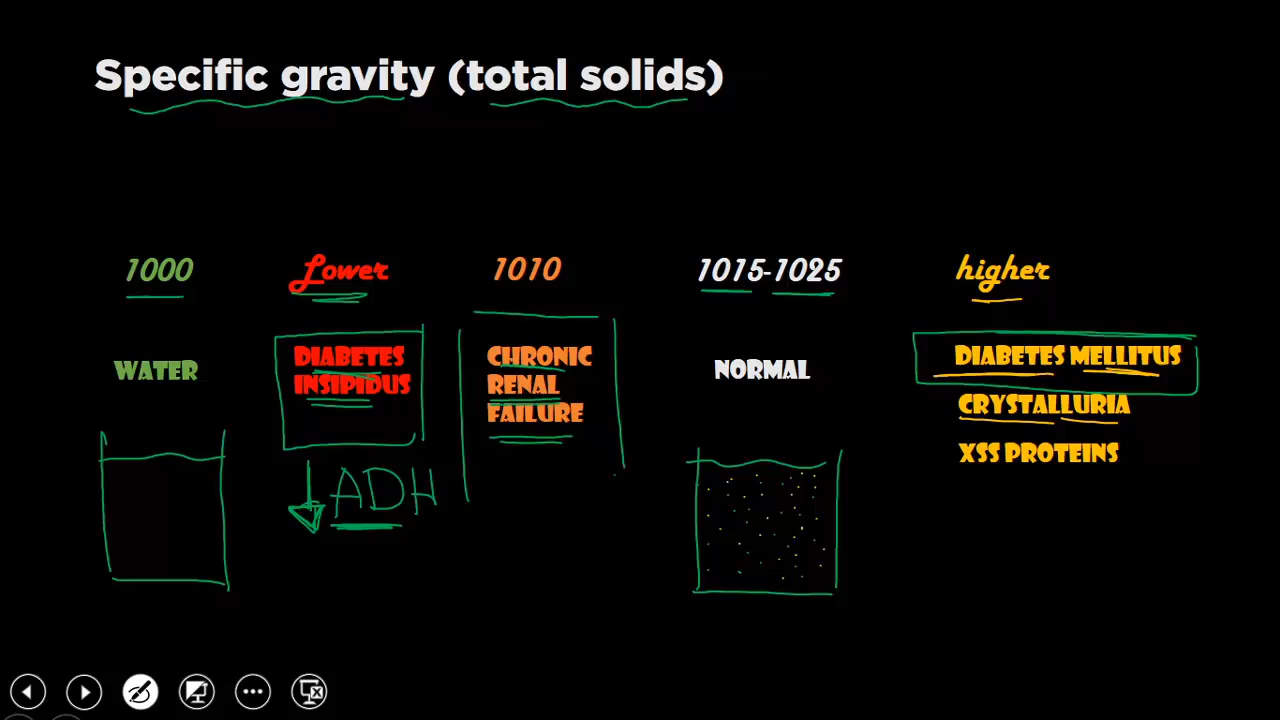 Specific gravity (total solids)
1000
Lower
1010
1015-1025
higher
WATER
DIABETES
INSIPIDUS
CHRONIC
RENAL
FAILURE
NORMAL
DIABETES MELLITUS
CRYSTALLURIA
XSS PROTEINS
ADH